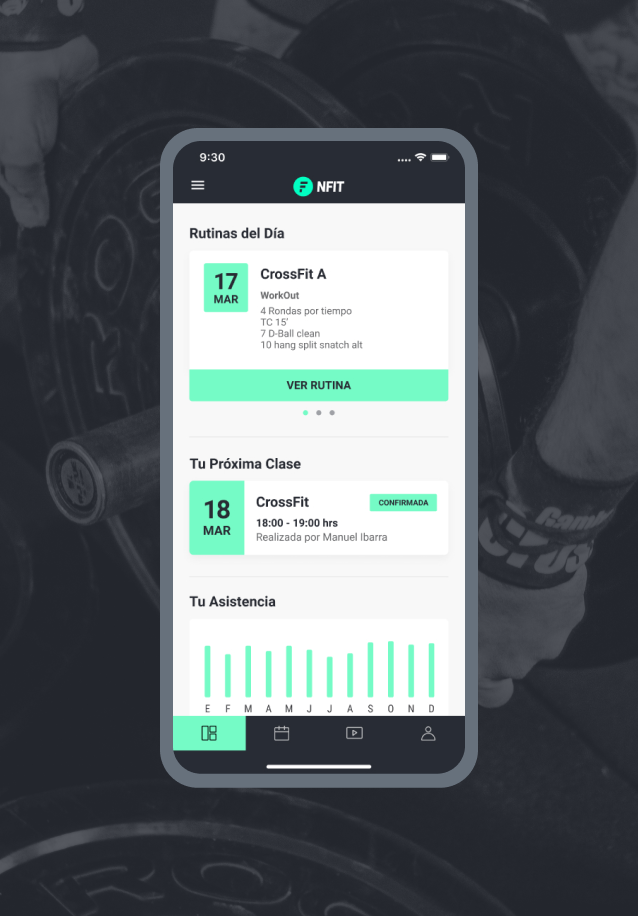 9:30
NFIT
Rutinas del Día
17
MAR
CrossFit A
WorkOut
4 Rondas por tiempo
TC 15'
7 D-Ball clean
10 hang split snatch alt
VER RUTINA
Tu Próxima Clase
18
MAR
CrossFit
CONFIRMADA
18:00 - 19:00 hrs
Realizada por Manuel Ibarra
Tu Asistencia
E F M A M J J A S O N D